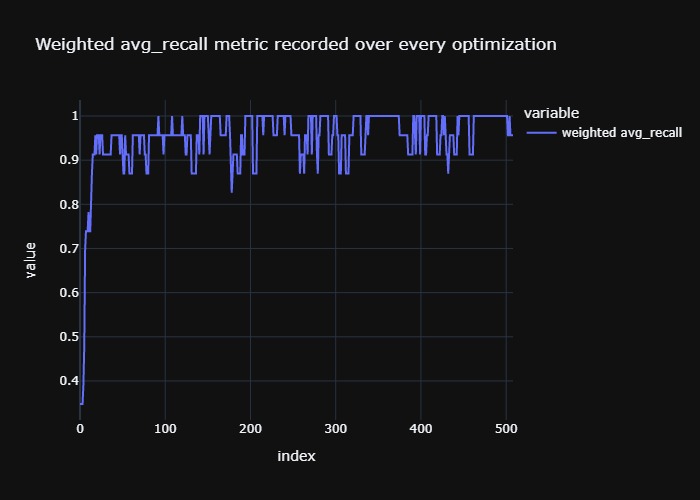 Weighted avg_recall metric recorded over every optimization
variable
weighted avg_recall
value
1
0.9
0.8
0.7
0.6
0.5
0.4
0
100
200
300
400
500
index